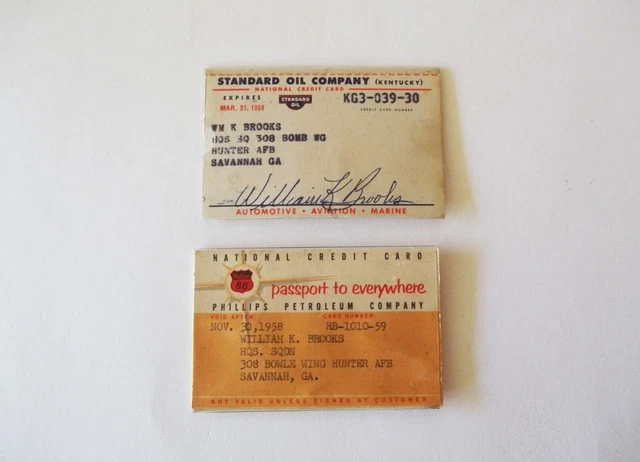 STANDARD OIL COMPANY (KENTUCKY)
NATIONAL CREDIT CARD
EXPIRES
MAR. 31, 1959
STANDARD OIL
KG3-039-30
CREDIT CARD NUMBER
WM K BROOKS
HQS SQ 308 BOMB WG
HUNTER AFB
SAVANNAH GA
William K Brooks
AUTOMOTIVE • AVIATION • MARINE
NATIONAL CREDIT CARD
66
passport to everywhere
PHILLIPS PETROLEUM COMPANY
VOID AFTER CARD NUMBER
NOV. 30,1958 RB-1010-59
WILLIAM K. BROOKS
HQS. SQDN
308 BOWLE WING HUNTER AFB
SAVANNAH, GA.
NOT VALID UNLESS SIGNED BY CUSTOMER